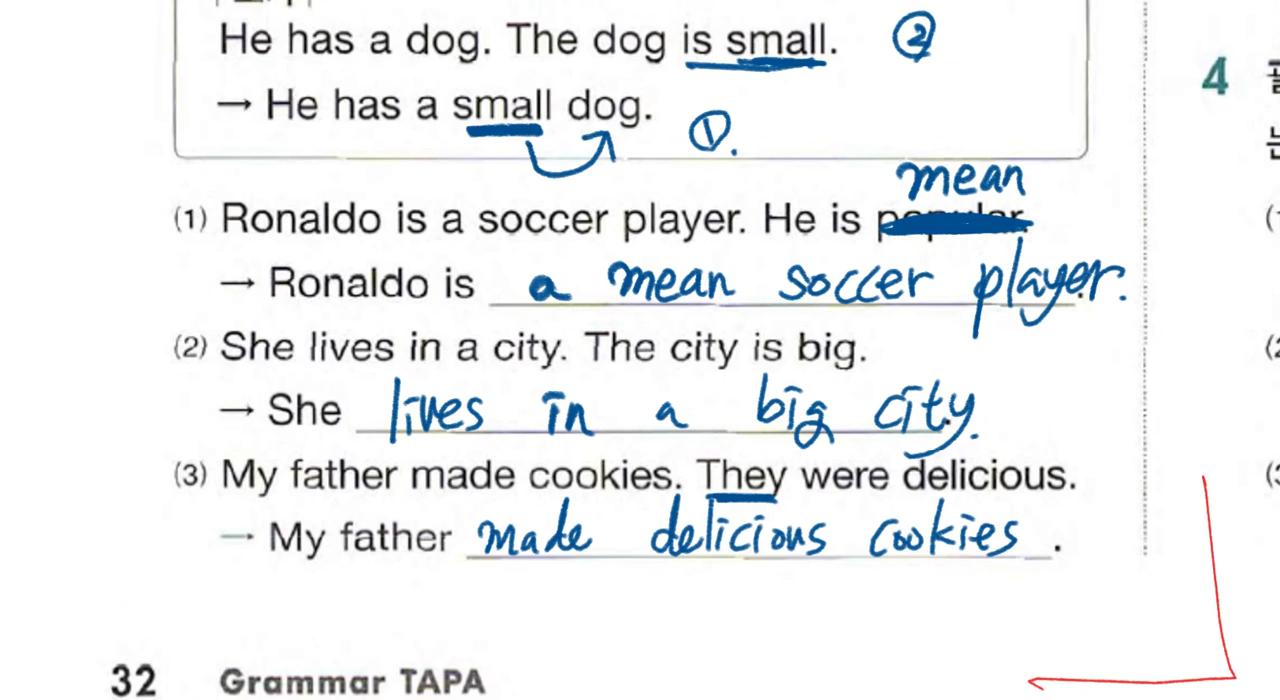 He has a dog. The dog is small. ②
→ He has a small dog. ①.
mean
(1) Ronaldo is a soccer player. He is popular.
→ Ronaldo is a mean soccer player.
(2) She lives in a city. The city is big.
→ She lives in a big city.
(3) My father made cookies. They were delicious.
→ My father made delicious cookies.
4
32 Grammar TAPA